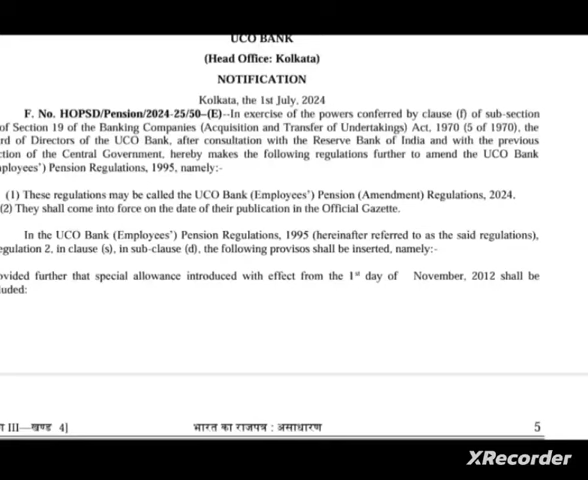 UCO BANK
(Head Office: Kolkata)
NOTIFICATION
Kolkata, the 1st July, 2024
F. No. HOPSD/Pension/2024-25/50–(E)--In exercise of the powers conferred by clause (f) of sub-section
of Section 19 of the Banking Companies (Acquisition and Transfer of Undertakings) Act, 1970 (5 of 1970), the
rd of Directors of the UCO Bank, after consultation with the Reserve Bank of India and with the previous
ction of the Central Government, hereby makes the following regulations further to amend the UCO Bank
ployees’) Pension Regulations, 1995, namely:-
(1) These regulations may be called the UCO Bank (Employees’) Pension (Amendment) Regulations, 2024.
(2) They shall come into force on the date of their publication in the Official Gazette.
In the UCO Bank (Employees’) Pension Regulations, 1995 (hereinafter referred to as the said regulations),
egulation 2, in clause (s), in sub-clause (d), the following provisos shall be inserted, namely:-
ovided further that special allowance introduced with effect from the 1st day of November, 2012 shall be
luded:
III—खण्ड 4] भारत का राजपत्र : असाधारण 5
XRecorder